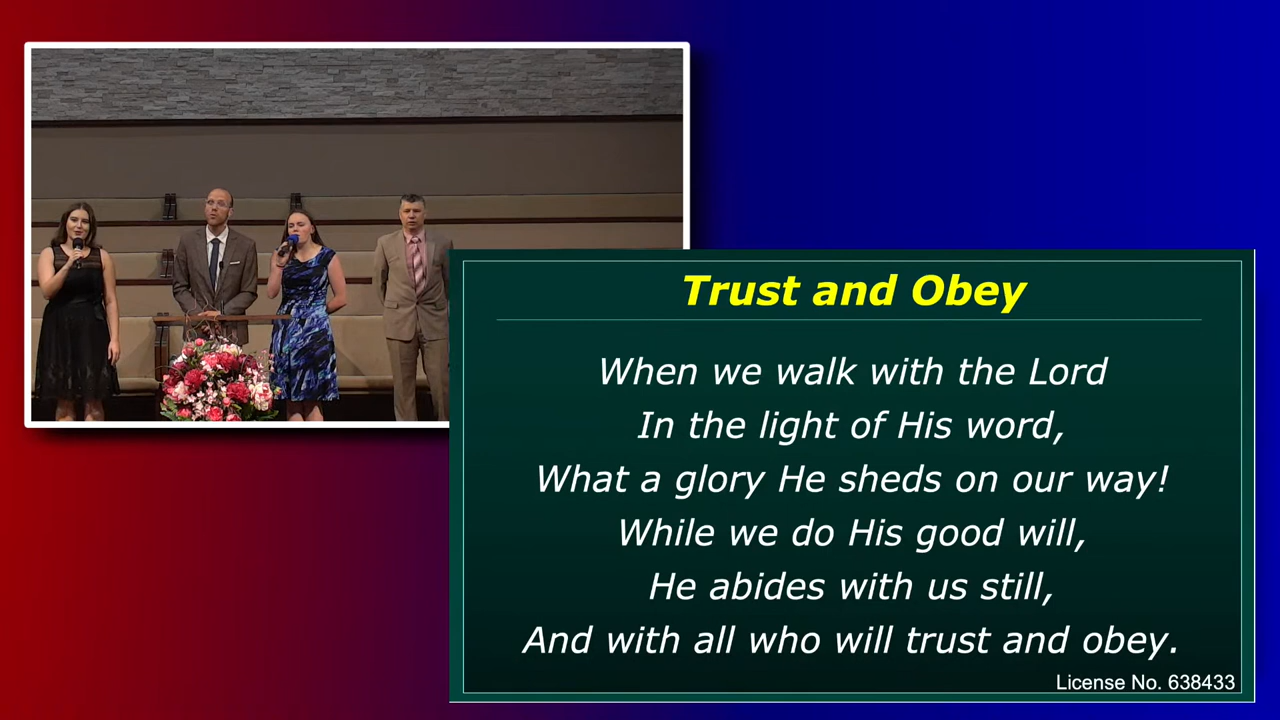 Trust and Obey
When we walk with the Lord
In the light of His word,
What a glory He sheds on our way!
While we do His good will,
He abides with us still,
And with all who will trust and obey.
License No. 638433